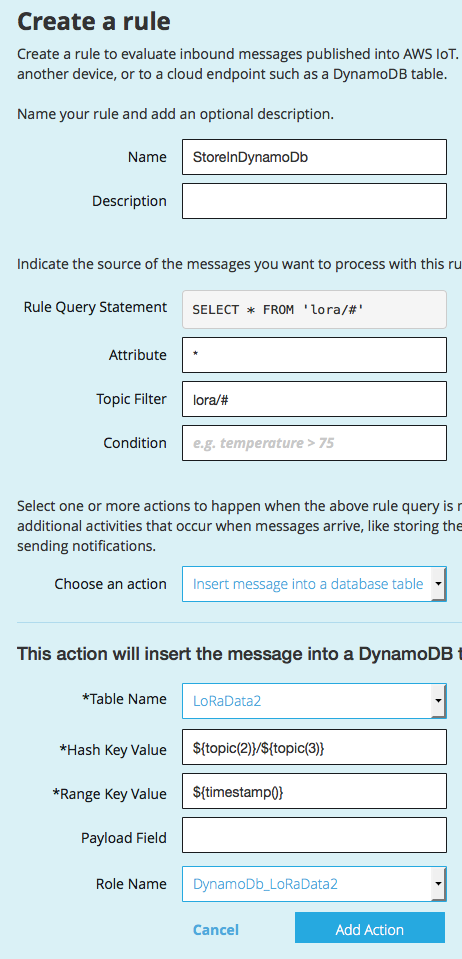 Create a rule
Create a rule to evaluate inbound messages published into AWS IoT.
another device, or to a cloud endpoint such as a DynamoDB table.
Name your rule and add an optional description.
Name StoreInDynamoDb
Description
Indicate the source of the messages you want to process with this ru
Rule Query Statement SELECT * FROM 'lora/#'
Attribute *
Topic Filter lora/#
Condition e.g. temperature > 75
Select one or more actions to happen when the above rule query is
additional activities that occur when messages arrive, like storing the
sending notifications.
Choose an action Insert message into a database table
This action will insert the message into a DynamoDB t
*Table Name LoRaData2
*Hash Key Value ${topic(2)}/${topic(3)}
*Range Key Value ${timestamp()}
Payload Field
Role Name DynamoDb_LoRaData2
Cancel Add Action